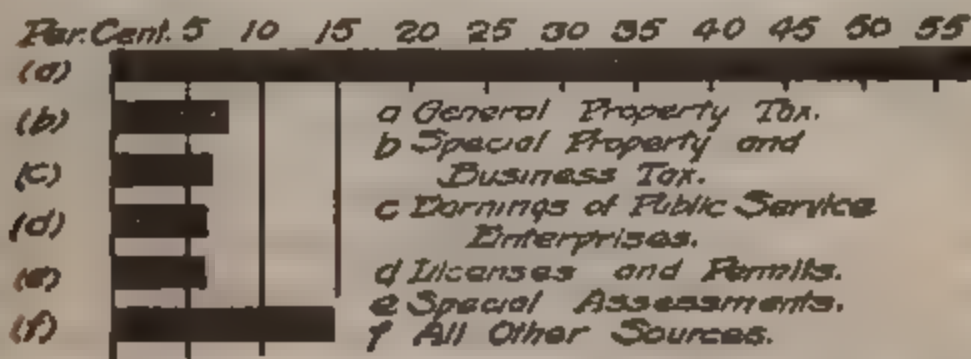 Per. Cent. 5 10 15 20 25 30 35 40 45 50 55
(a)
(b)
(c)
(d)
(e)
(f)
a General Property Tax.
b Special Property and
Business Tax.
c Earnings of Public Service
Enterprises.
d Licenses and Permits.
e Special Assessments.
f All Other Sources.